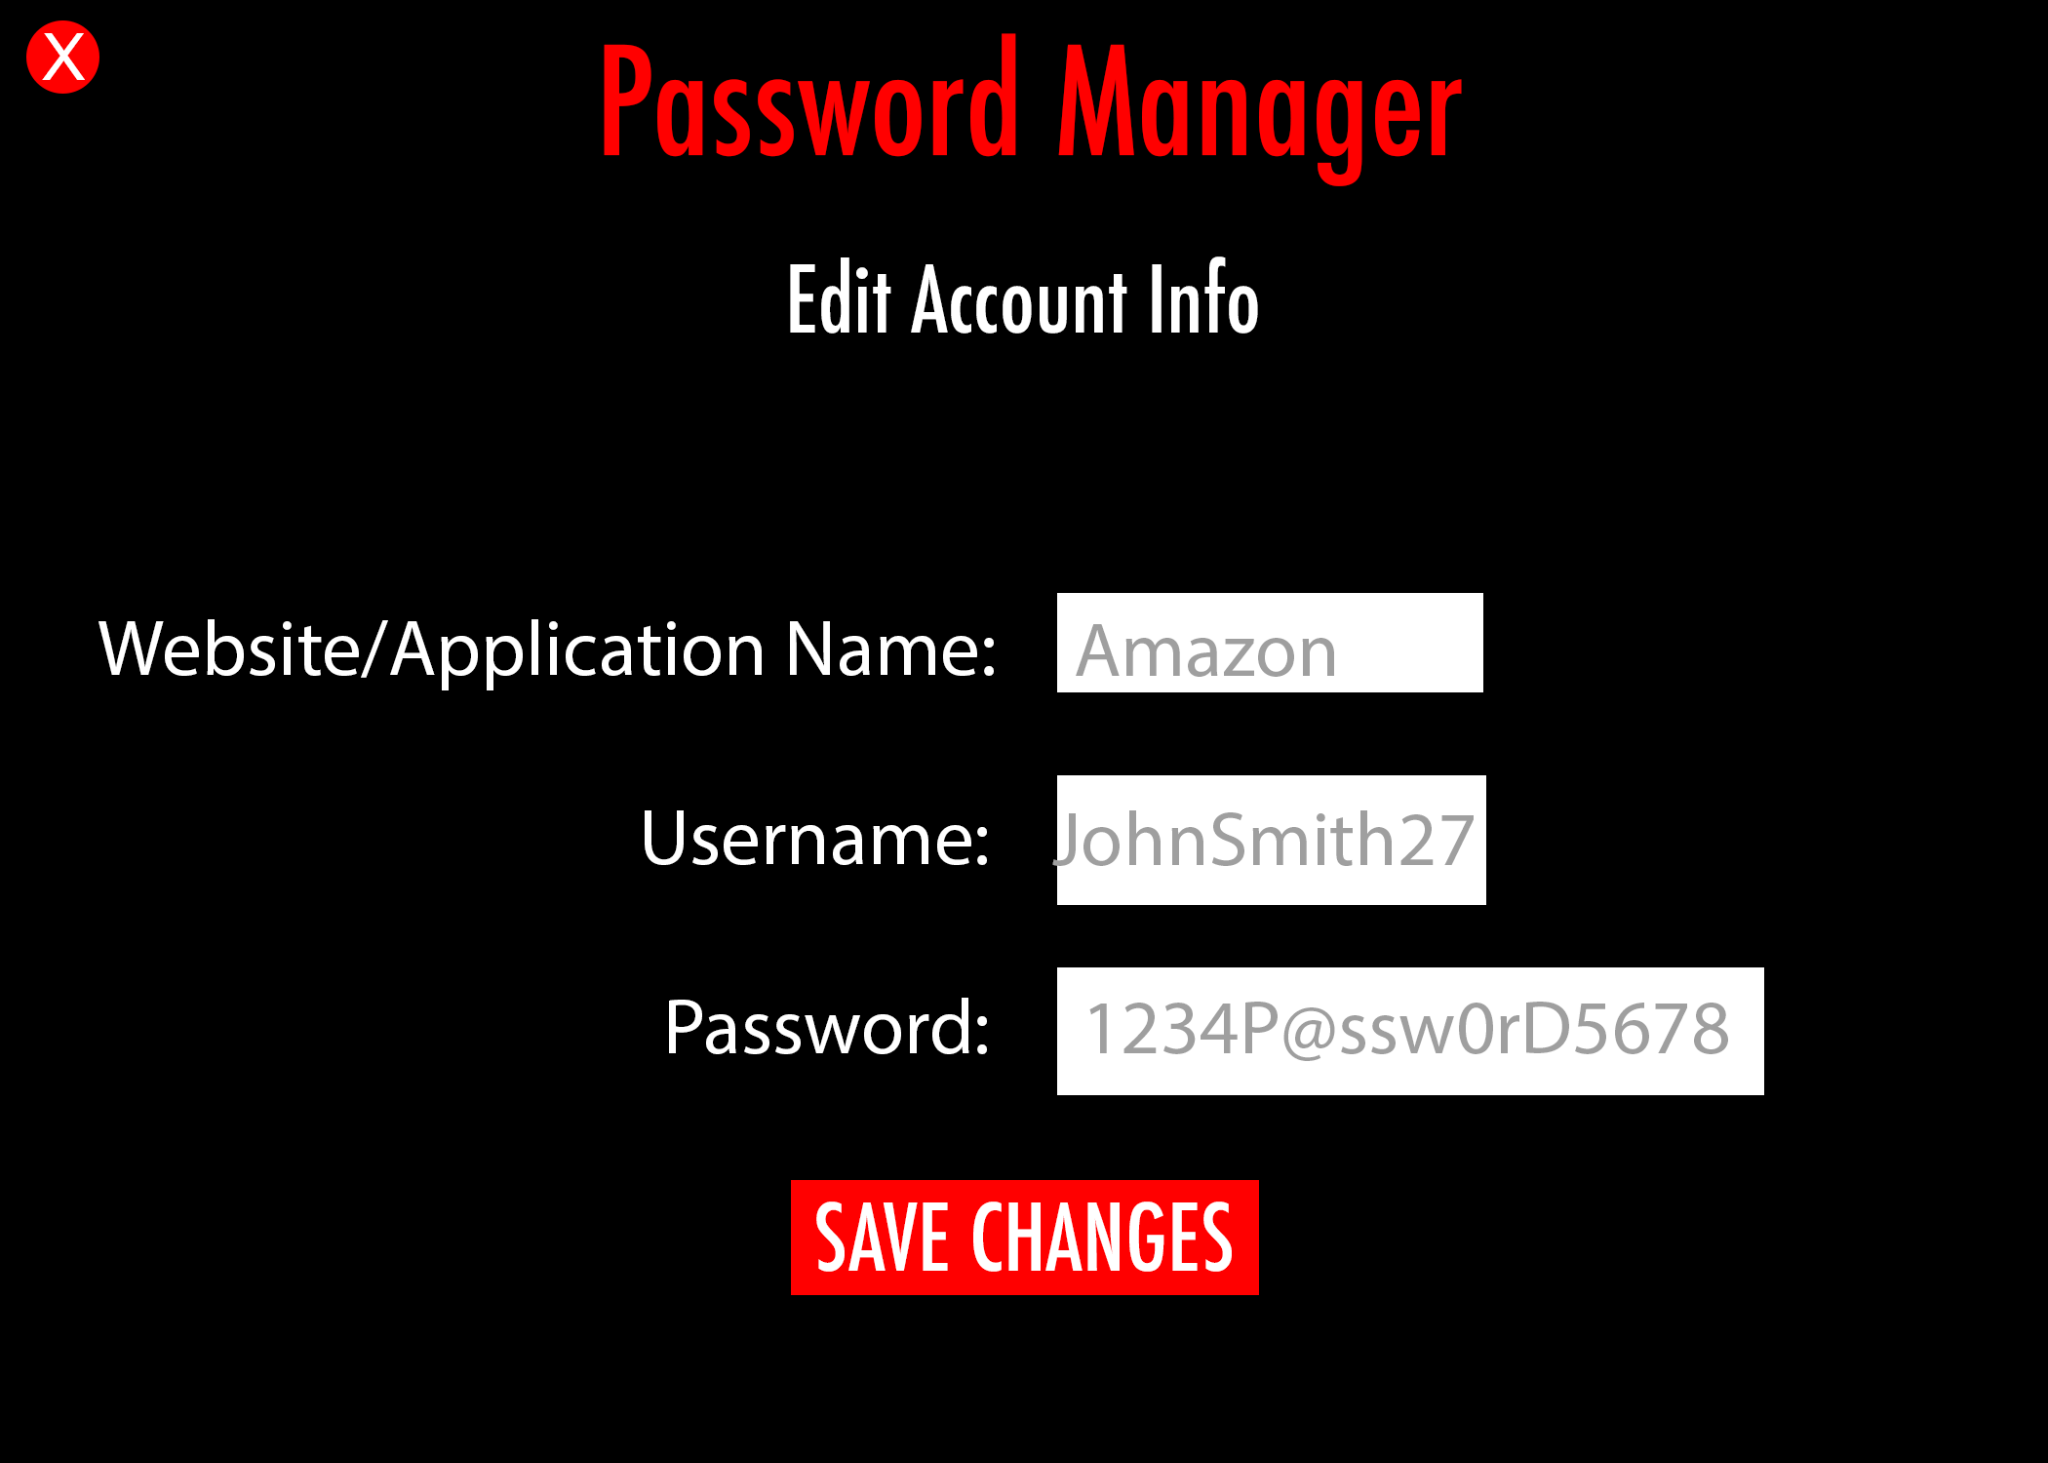 X
Password Manager
Edit Account Info
Website/Application Name: Amazon
Username: JohnSmith27
Password: 1234P@ssw0rD5678
SAVE CHANGES